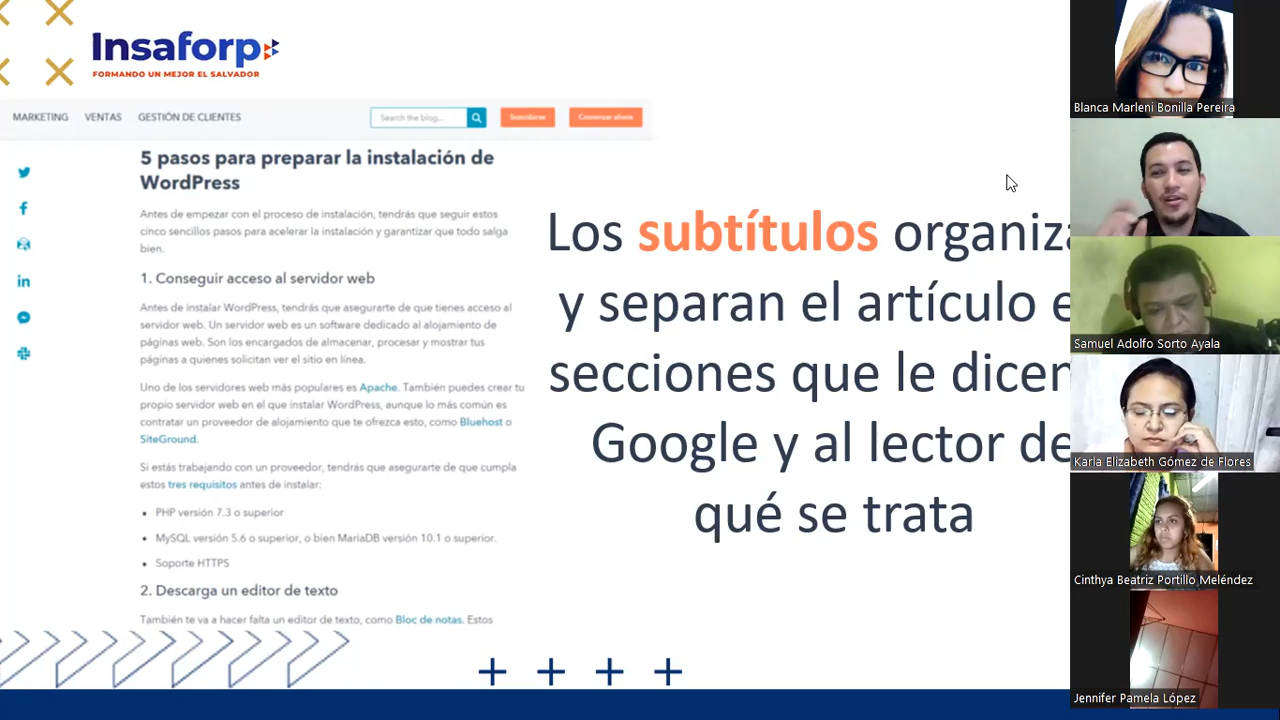 Insaforp
FORMANDO UN MEJOR EL SALVADOR
MARKETING VENTAS GESTIÓN DE CLIENTES
Search the blog...
Suscribirse
Comenzar ahora
5 pasos para preparar la instalación de
WordPress
Antes de empezar con el proceso de instalación, tendrás que seguir estos
cinco sencillos pasos para acelerar la instalación y garantizar que todo salga
bien.
1. Conseguir acceso al servidor web
Antes de instalar WordPress, tendrás que asegurarte de que tienes acceso al
servidor web. Un servidor web es un software dedicado al alojamiento de
páginas web. Son los encargados de almacenar, procesar y mostrar tus
páginas a quienes solicitan ver el sitio en línea.
Uno de los servidores web más populares es Apache. También puedes crear tu
propio servidor web en el que instalar WordPress, aunque lo más común es
contratar un proveedor de alojamiento que te ofrezca esto, como Bluehost o
SiteGround.
Si estás trabajando con un proveedor, tendrás que asegurarte de que cumpla
estos tres requisitos antes de instalar:
• PHP versión 7.3 o superior
• MySQL versión 5.6 o superior, o bien MariaDB versión 10.1 o superior.
• Soporte HTTPS
2. Descarga un editor de texto
También te va a hacer falta un editor de texto, como Bloc de notas. Estos
Los subtítulos organiza
y separan el artículo e
secciones que le dicen
Google y al lector de
qué se trata
Blanca Marleni Bonilla Pereira
Samuel Adolfo Sorto Ayala
Karla Elizabeth Gómez de Flores
Cinthya Beatriz Portillo Meléndez
Jennifer Pamela López